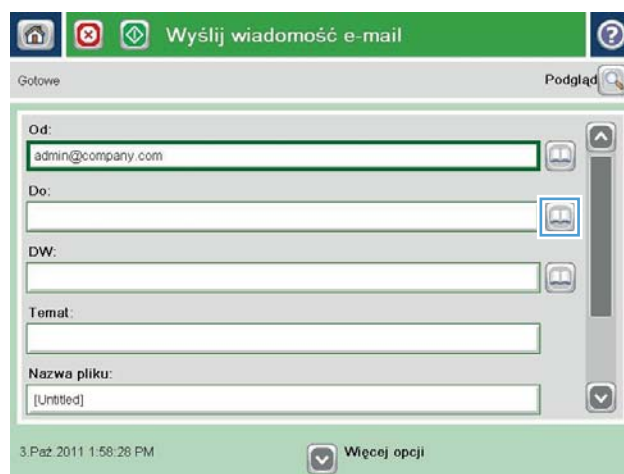 Wyślij wiadomość e-mail
?
Gotowe
Podgląd
Od:
admin@company.com
Do:
DW:
Temat:
Nazwa pliku:
[Untitled]
3.Paź.2011 1:58:28 PM
Więcej opcji